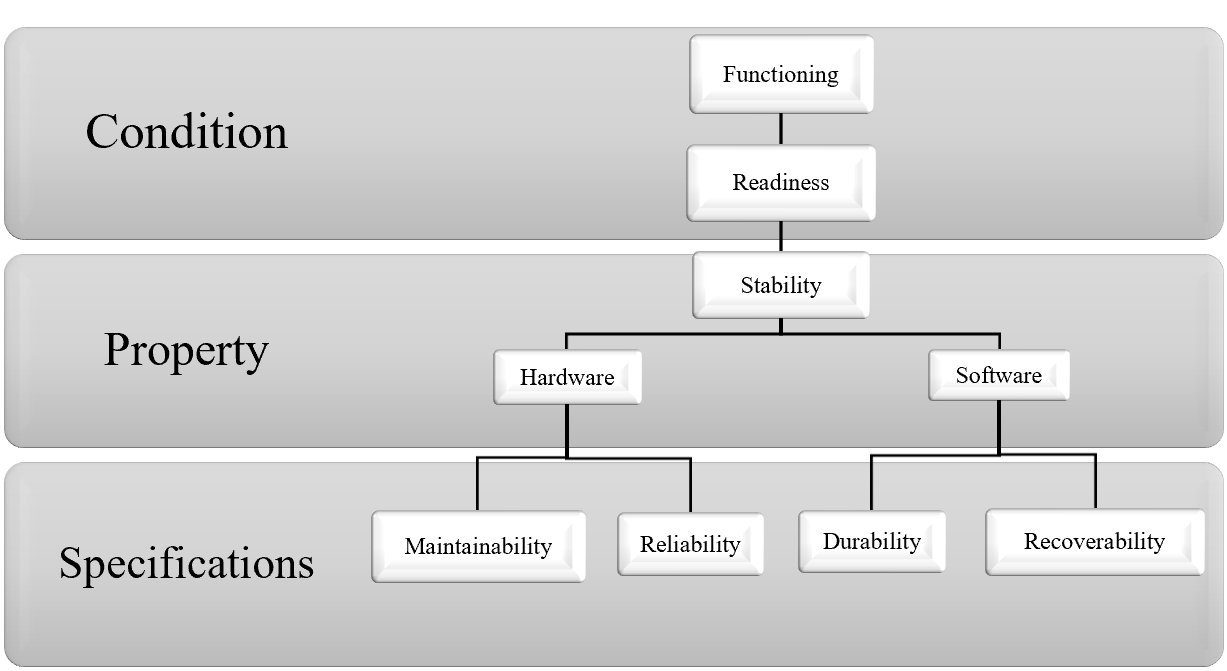 Condition
Functioning
Readiness
Property
Stability
Hardware
Software
Specifications
Maintainability
Reliability
Durability
Recoverability